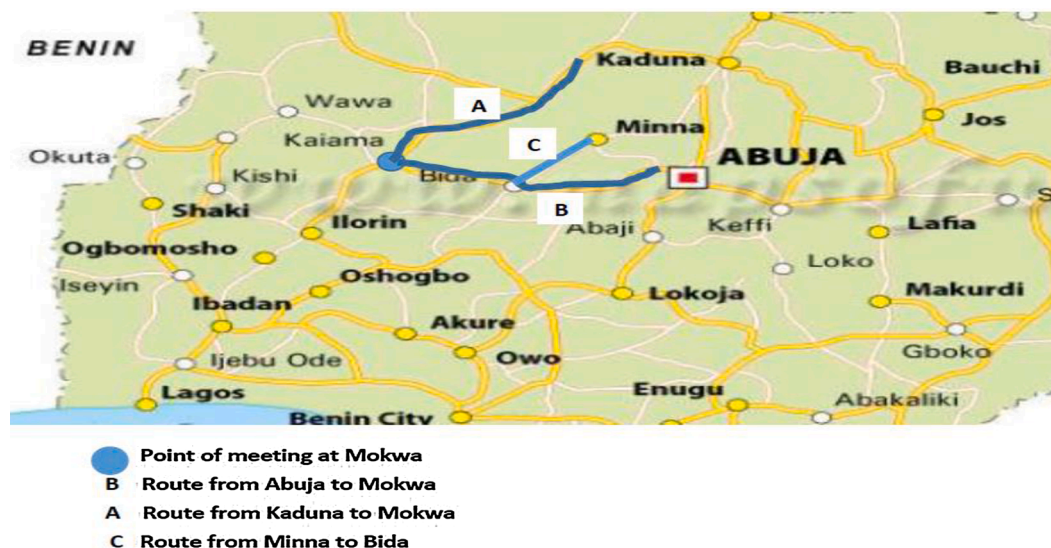 BENIN
Kaduna
Bauchi
Wawa
A
Minna
Jos
Kaiama
C
ABUJA
Okuta
Bida
Kishi
Shaki
B
Ilorin
Abaji
Keffi
Lafia
Ogbomosho
Loko
Iseyin
Oshogbo
Ibadan
Lokoja
Makurdi
Akure
Ijebu Ode
Owo
Gboko
Lagos
Enugu
Abakaliki
Benin City
Point of meeting at Mokwa
B Route from Abuja to Mokwa
A Route from Kaduna to Mokwa
C Route from Minna to Bida